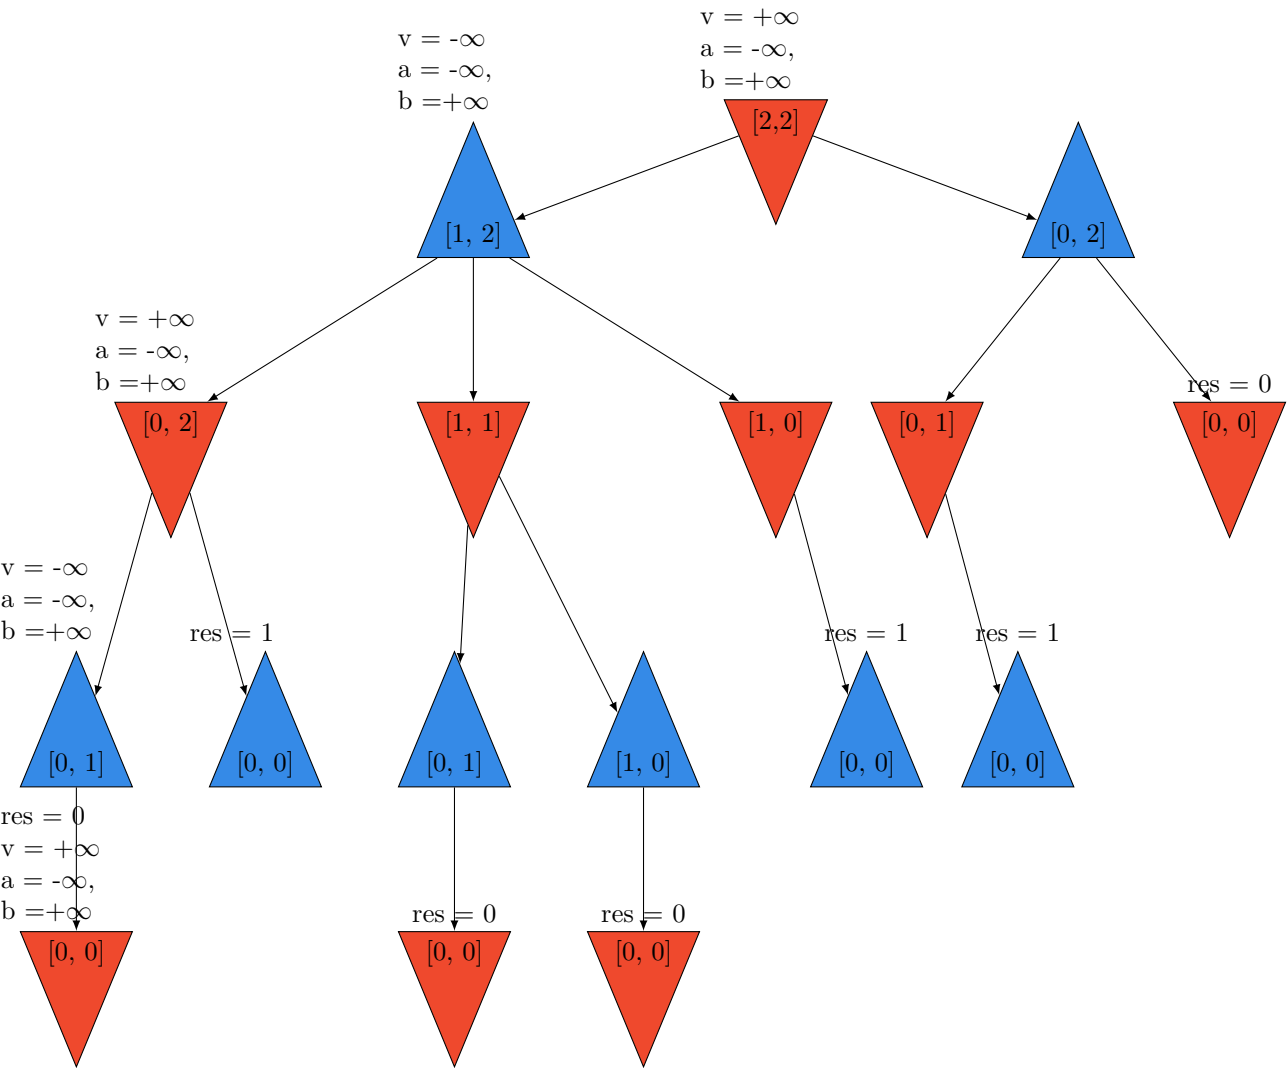 v = +∞
a = -∞,
b =+∞
[2,2]
v = -∞
a = -∞,
b =+∞
[1, 2]
[0, 2]
v = +∞
a = -∞,
b =+∞
[0, 2]
[1, 1]
[1, 0]
[0, 1]
res = 0
[0, 0]
v = -∞
a = -∞,
b =+∞
[0, 1]
res = 1
[0, 0]
[0, 1]
[1, 0]
res = 1
[0, 0]
res = 1
[0, 0]
res = 0
v = +∞
a = -∞,
b =+∞
[0, 0]
res = 0
[0, 0]
res = 0
[0, 0]